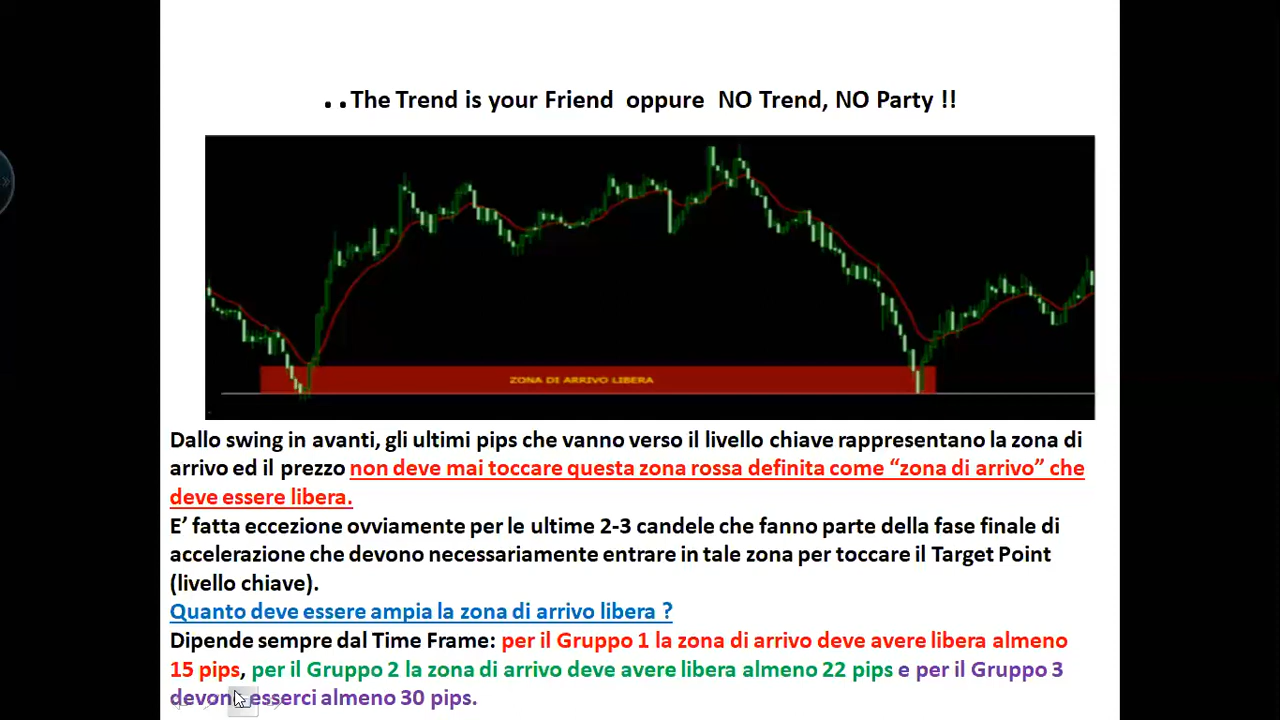 ..The Trend is your Friend oppure NO Trend, NO Party !!
ZONA DI ARRIVO LIBERA
Dallo swing in avanti, gli ultimi pips che vanno verso il livello chiave rappresentano la zona di
arrivo ed il prezzo non deve mai toccare questa zona rossa definita come “zona di arrivo” che
deve essere libera.
E’ fatta eccezione ovviamente per le ultime 2-3 candele che fanno parte della fase finale di
accelerazione che devono necessariamente entrare in tale zona per toccare il Target Point
(livello chiave).
Quanto deve essere ampia la zona di arrivo libera ?
Dipende sempre dal Time Frame: per il Gruppo 1 la zona di arrivo deve avere libera almeno
15 pips, per il Gruppo 2 la zona di arrivo deve avere libera almeno 22 pips e per il Gruppo 3
devono esserci almeno 30 pips.